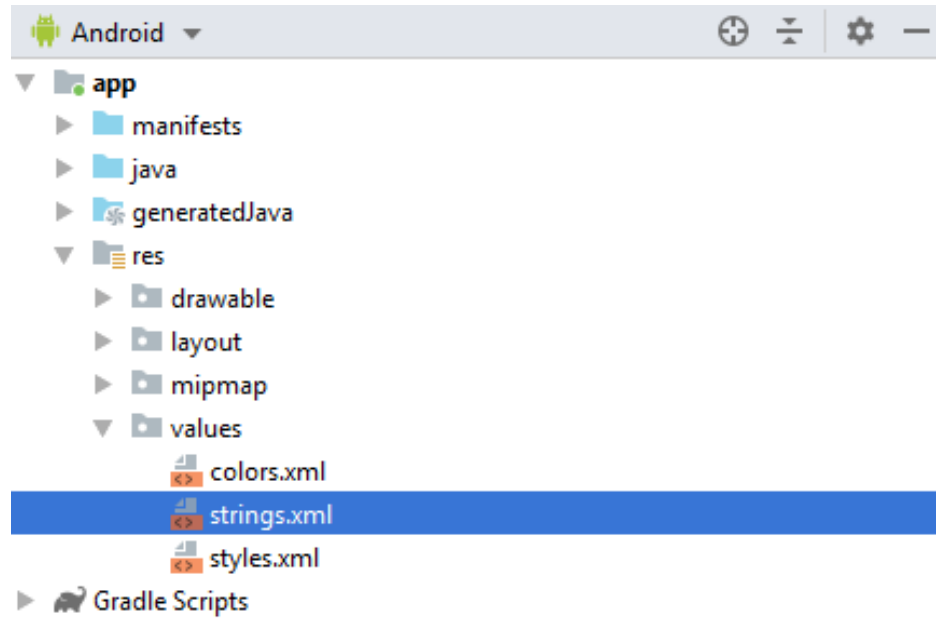 Android
app
manifests
java
generatedJava
res
drawable
layout
mipmap
values
colors.xml
strings.xml
styles.xml
Gradle Scripts